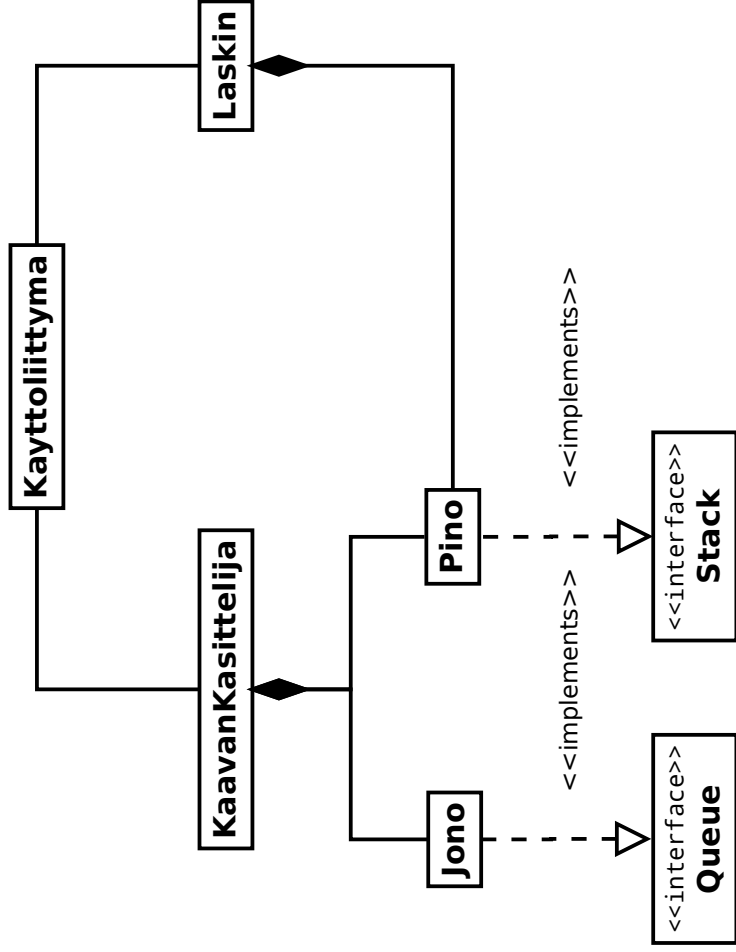 Kayttoliittyma
KaavanKasittelija
Laskin
Jono
Pino
<<implements>>
<<implements>>
<<interface>>
Queue
<<interface>>
Stack